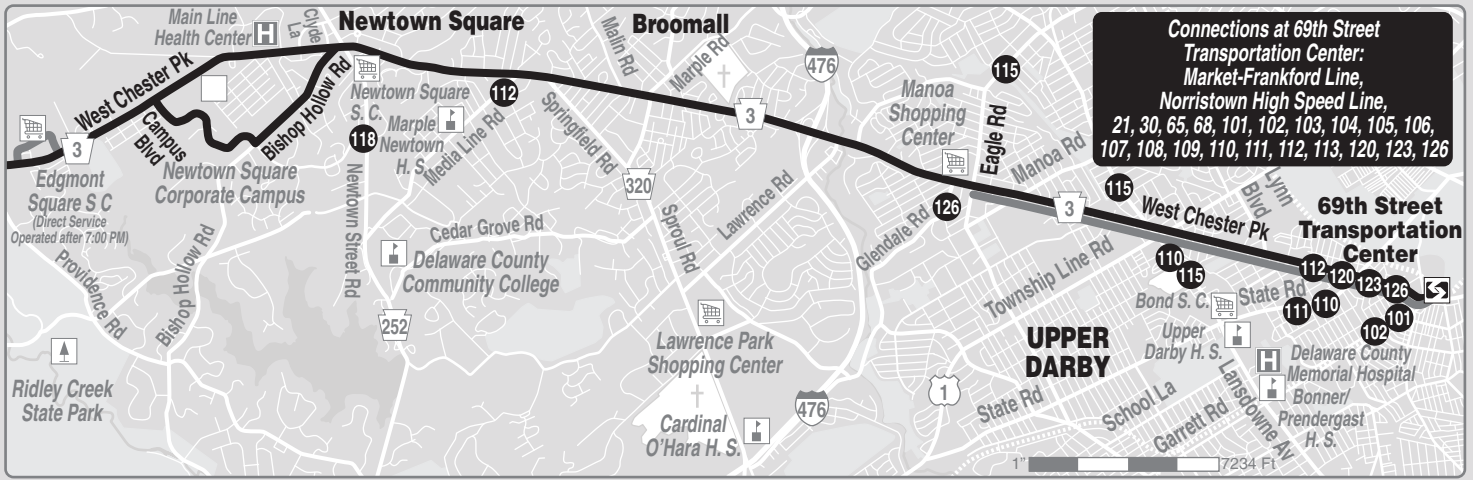 Main Line
Health Center
H
Clyde
La
Newtown Square
Broomall
Malin Rd
Marple Rd
476
115
Manoa
Shopping
Center
Eagle Rd
Manoa Rd
Connections at 69th Street
Transportation Center:
Market-Frankford Line,
Norristown High Speed Line,
21, 30, 65, 68, 101, 102, 103, 104, 105, 106,
107, 108, 109, 110, 111, 112, 113, 120, 123, 126
West Chester Pk
3
Campus
Blvd
Bishop Hollow Rd
Newtown Square
S. C.
118
112
Marple
Newtown
H. S.
Media Line Rd
Springfield Rd
3
Edgmont
Square S C
(Direct Service
Operated after 7:00 PM)
Newtown Square
Corporate Campus
Newtown Street Rd
320
Lawrence Rd
126
Glendale Rd
3
115
West Chester Pk
Lynn
Blvd
69th Street
Transportation
Center
Providence Rd
Bishop Hollow Rd
Cedar Grove Rd
Delaware County
Community College
Sproul Rd
Township Line Rd
110
115
Bond S. C.
State Rd
112
120
123
126
111
110
101
102
252
Ridley Creek
State Park
Lawrence Park
Shopping Center
UPPER
DARBY
Upper
Darby H. S.
H
Delaware County
Memorial Hospital
Bonner/
Prendergast
H. S.
Lansdowne Av
Cardinal
O'Hara H. S.
476
1
State Rd
School La
Garrett Rd
1"
7234 Ft